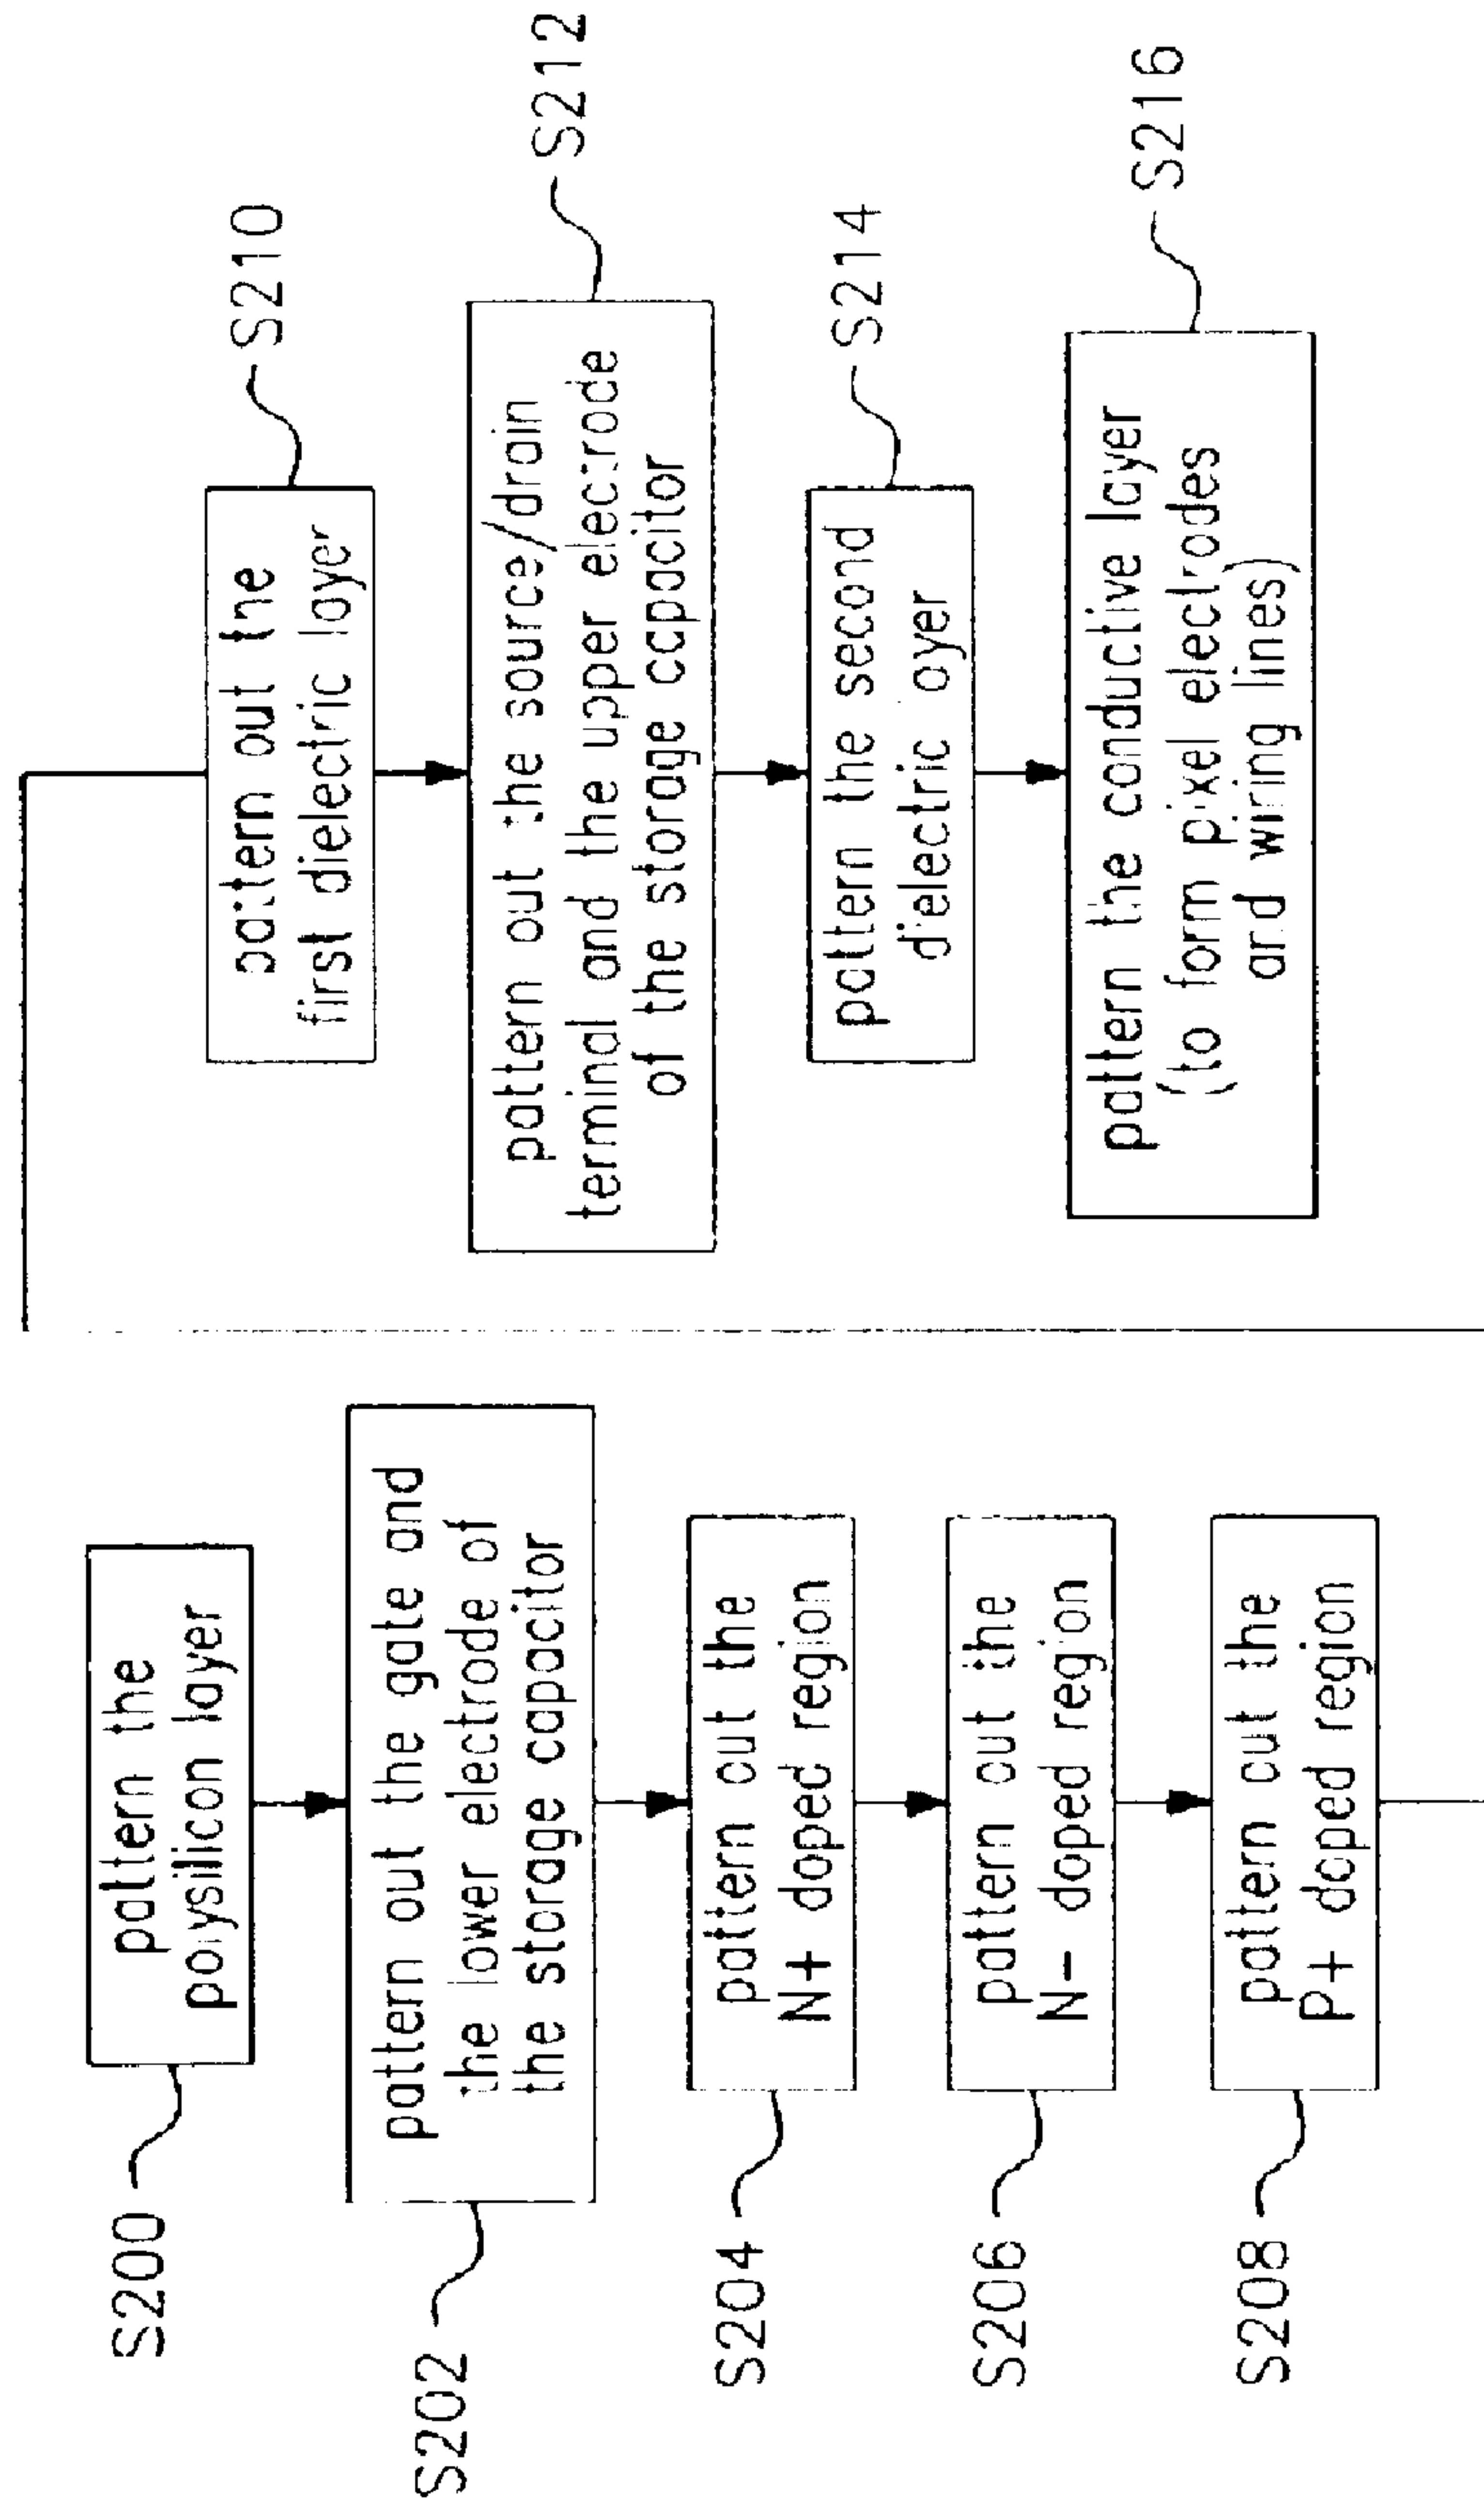 S200
pattern the
polysilicon layer
S202
pattern out the gate and
the lower electrode of
the storage capacitor
S204
pattern out the
N+ doped region
S206
pattern out the
N- doped region
S208
pattern out the
P+ doped region
S210
pattern out the
first dielectric layer
S212
pattern out the source/drain
terminal and the upper electrode
of the storage capacitor
S214
pattern the second
dielectric layer
S216
pattern the conductive layer
(to form pixel electrodes
and wiring lines)